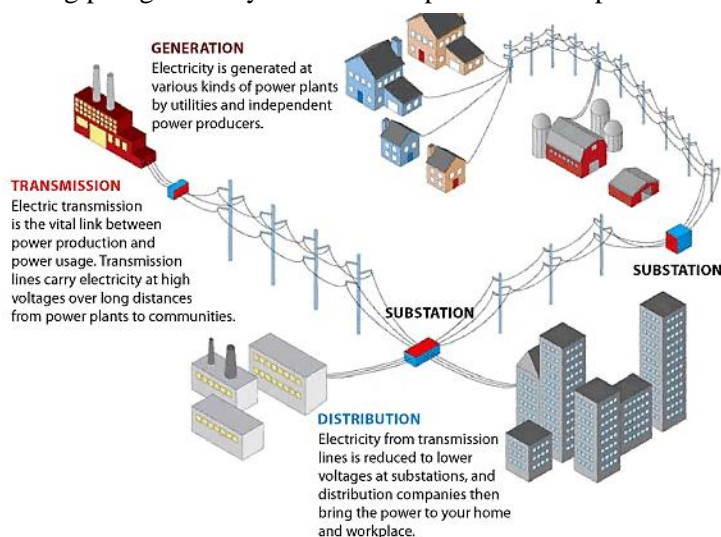 GENERATION
Electricity is generated at
various kinds of power plants
by utilities and independent
power producers.
TRANSMISSION
Electric transmission
is the vital link between
power production and
power usage. Transmission
lines carry electricity at high
voltages over long distances
from power plants to communities.
SUBSTATION
SUBSTATION
DISTRIBUTION
Electricity from transmission
lines is reduced to lower
voltages at substations, and
distribution companies then
bring the power to your home
and workplace.